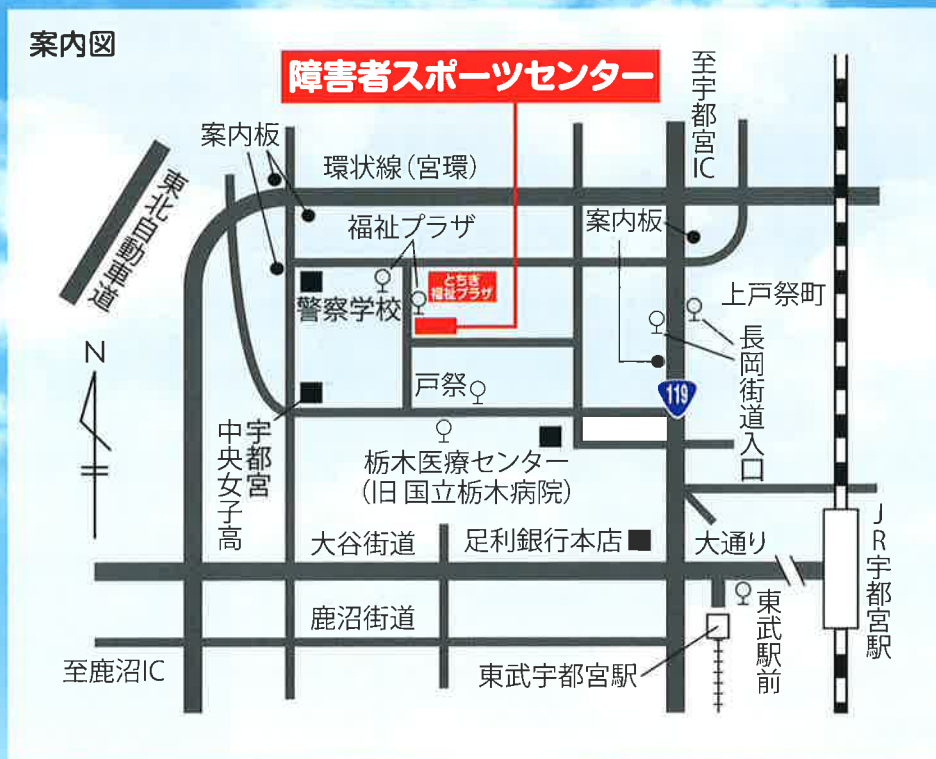 案内図
障害者スポーツセンター
至宇都宮IC
案内板
環状線(宮環)
東北自動車道
福祉プラザ
案内板
とちぎ
福祉プラザ
警察学校
上戸祭町
長岡街道入口
N
戸祭
119
宇都宮
中央女子高
栃木医療センター
(旧国立栃木病院)
大谷街道
足利銀行本店
大通り
JR宇都宮駅
鹿沼街道
東武駅前
至鹿沼IC
東武宇都宮駅